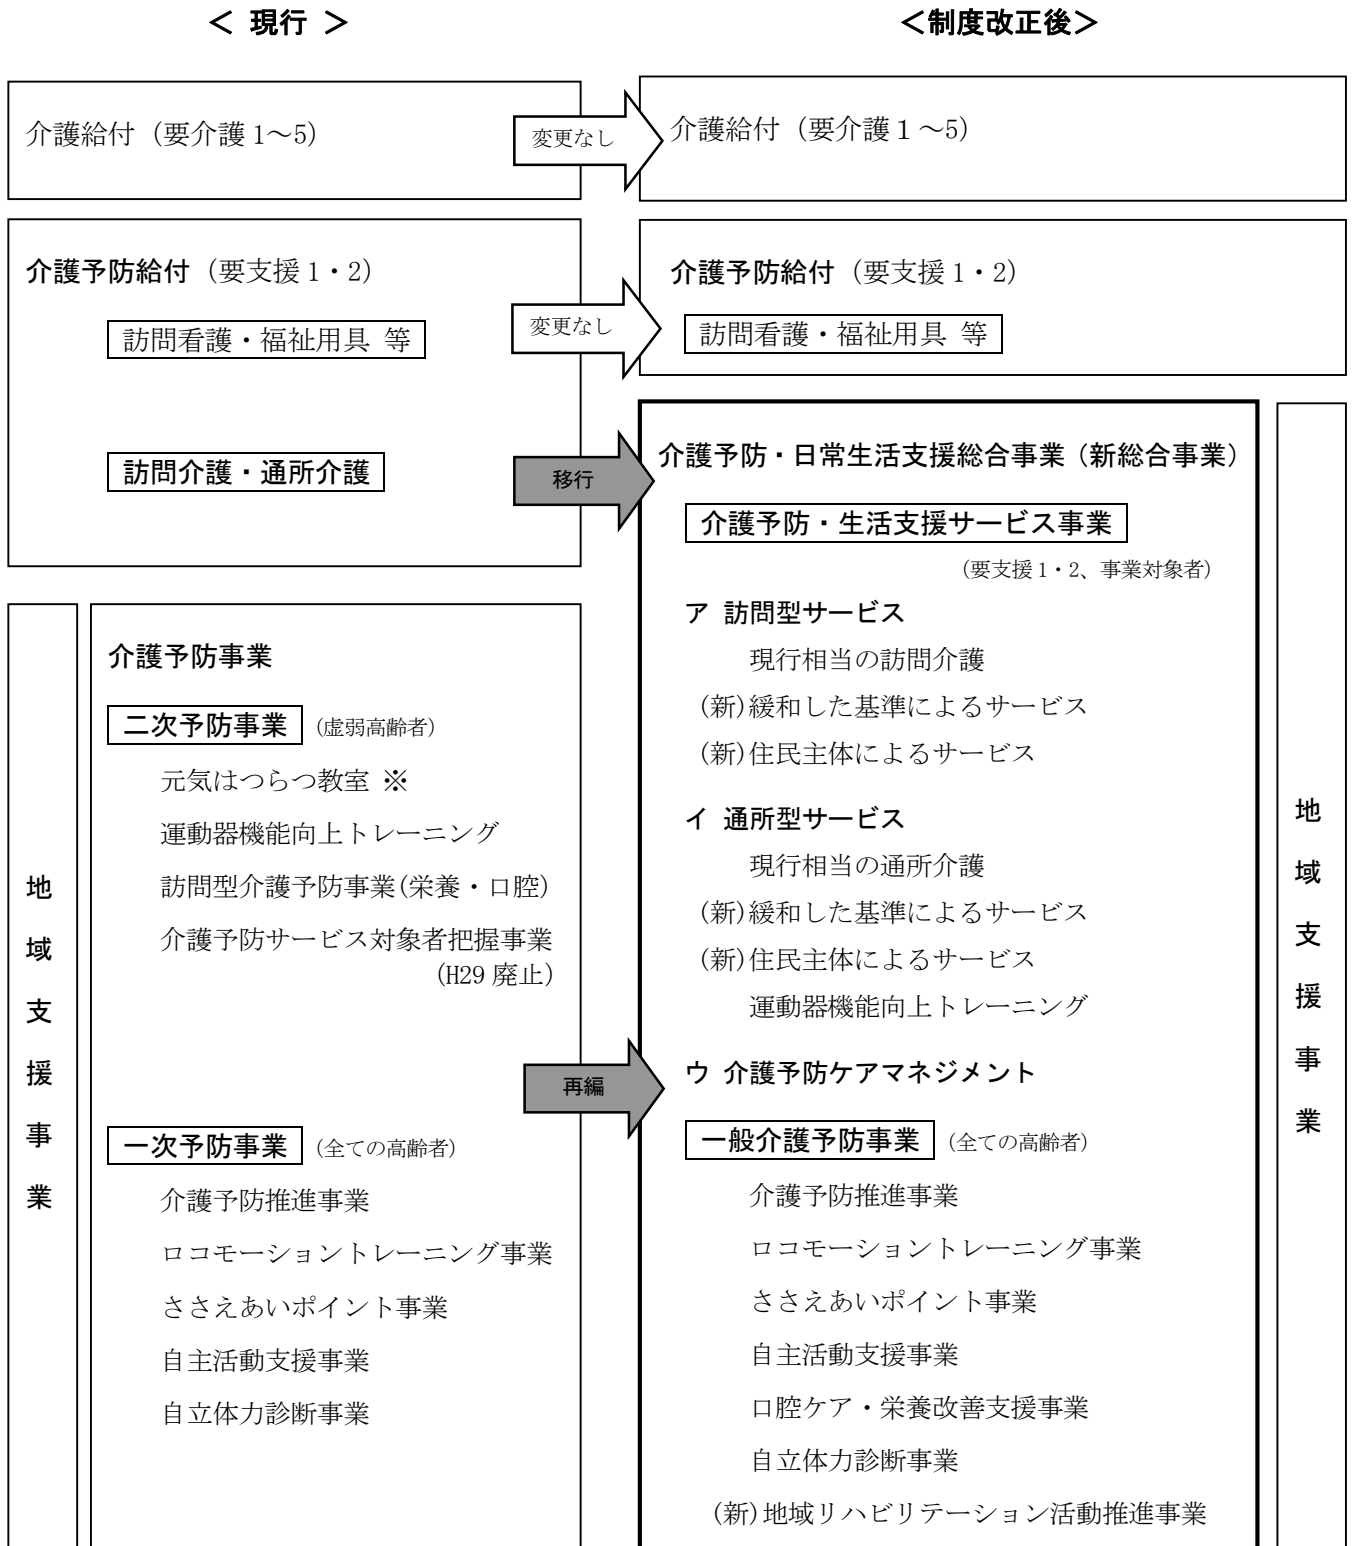 ＜ 現行 ＞
介護給付（要介護 1～5）
変更なし
介護予防給付（要支援 1・2）
訪問看護・福祉用具 等
変更なし
訪問介護・通所介護
移行
地域支援事業
介護予防事業
二次予防事業 （虚弱高齢者）
元気はつらつ教室 ※
運動器機能向上トレーニング
訪問型介護予防事業（栄養・口腔）
介護予防サービス対象者把握事業
（H29 廃止）
再編
一次予防事業 （全ての高齢者）
介護予防推進事業
ロコモーショントレーニング事業
ささえあいポイント事業
自主活動支援事業
自立体力診断事業
＜制度改正後＞
介護給付（要介護１～5）
介護予防給付（要支援 1・2）
訪問看護・福祉用具 等
介護予防・日常生活支援総合事業（新総合事業）
介護予防・生活支援サービス事業
（要支援 1・2、事業対象者）
ア 訪問型サービス
現行相当の訪問介護
（新）緩和した基準によるサービス
（新）住民主体によるサービス
イ 通所型サービス
現行相当の通所介護
（新）緩和した基準によるサービス
（新）住民主体によるサービス
運動器機能向上トレーニング
ウ 介護予防ケアマネジメント
一般介護予防事業 （全ての高齢者）
介護予防推進事業
ロコモーショントレーニング事業
ささえあいポイント事業
自主活動支援事業
口腔ケア・栄養改善支援事業
自立体力診断事業
（新）地域リハビリテーション活動推進事業
地域支援事業